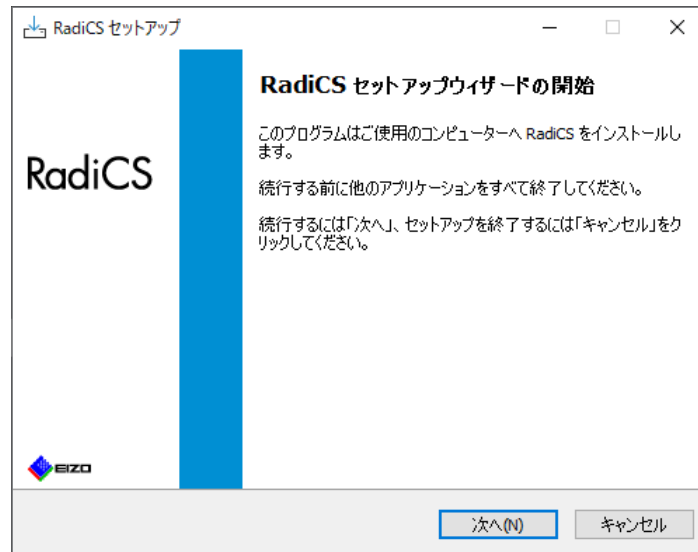 RadiCS セットアップ
RadiCS セットアップウィザードの開始
このプログラムはご使用のコンピューターへ RadiCS をインストールし
ます。
続行する前に他のアプリケーションをすべて終了してください。
続行するには「次へ」、セットアップを終了するには「キャンセル」をク
リックしてください。
RadiCS
EIZO
次へ(N)
キャンセル